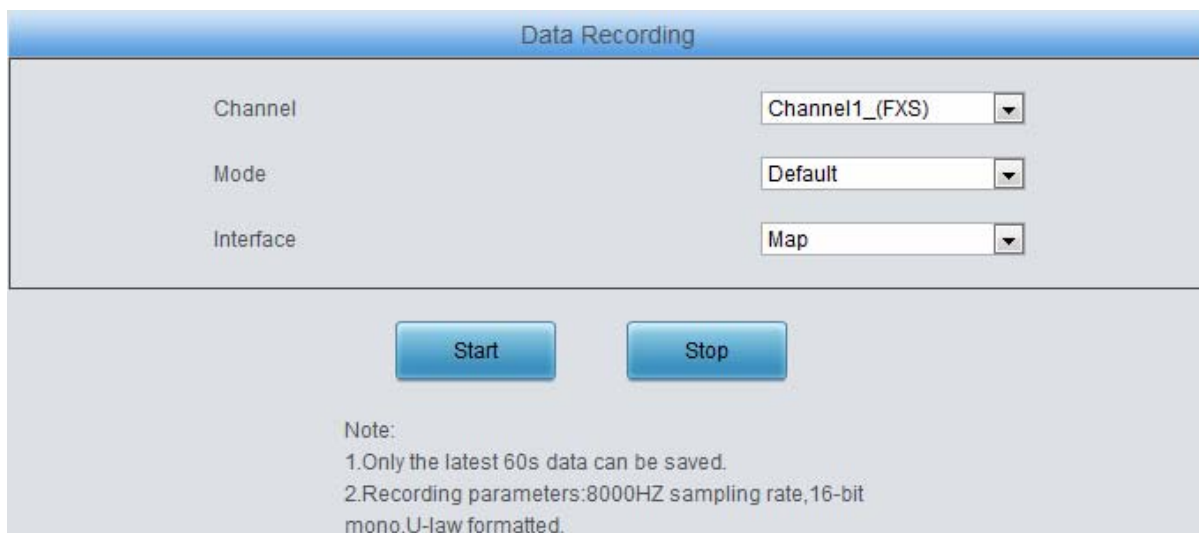 Data Recording
Channel Channel1_(FXS)
Mode Default
Interface Map
Start Stop
Note:
1.Only the latest 60s data can be saved.
2.Recording parameters:8000HZ sampling rate,16-bit
mono,U-law formatted.